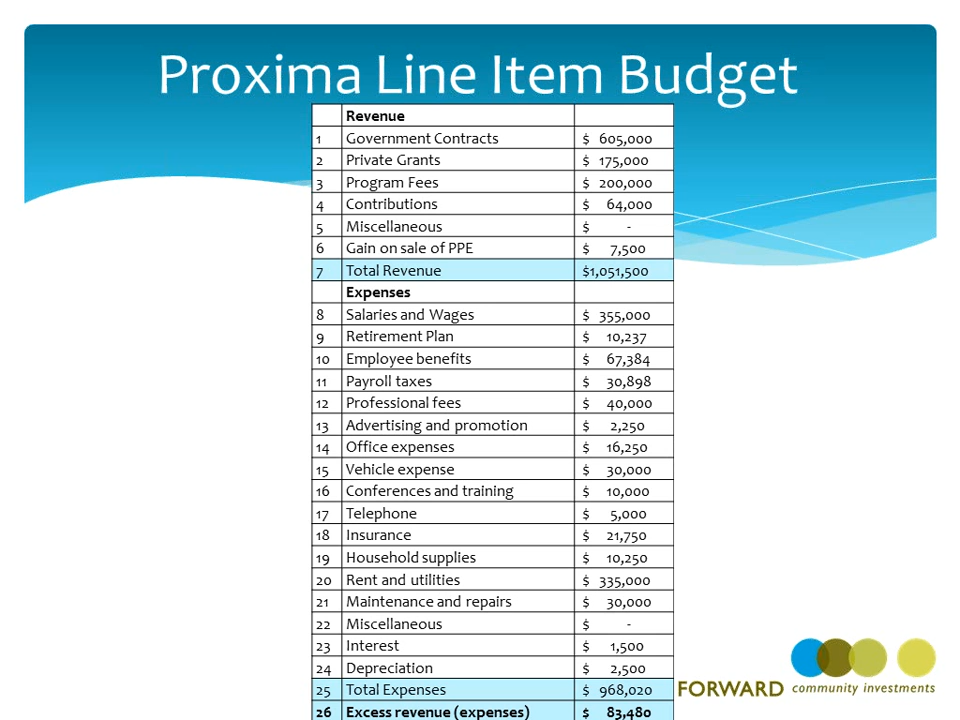 Proxima Line Item Budget
Revenue
1 Government Contracts $ 605,000
2 Private Grants $ 175,000
3 Program Fees $ 200,000
4 Contributions $ 64,000
5 Miscellaneous $ -
6 Gain on sale of PPE $ 7,500
7 Total Revenue $1,051,500
Expenses
8 Salaries and Wages $ 355,000
9 Retirement Plan $ 10,237
10 Employee benefits $ 67,384
11 Payroll taxes $ 30,898
12 Professional fees $ 40,000
13 Advertising and promotion $ 2,250
14 Office expenses $ 16,250
15 Vehicle expense $ 30,000
16 Conferences and training $ 10,000
17 Telephone $ 5,000
18 Insurance $ 21,750
19 Household supplies $ 10,250
20 Rent and utilities $ 335,000
21 Maintenance and repairs $ 30,000
22 Miscellaneous $ -
23 Interest $ 1,500
24 Depreciation $ 2,500
25 Total Expenses $ 968,020
26 Excess revenue (expenses) $ 83,480
FORWARD community investments